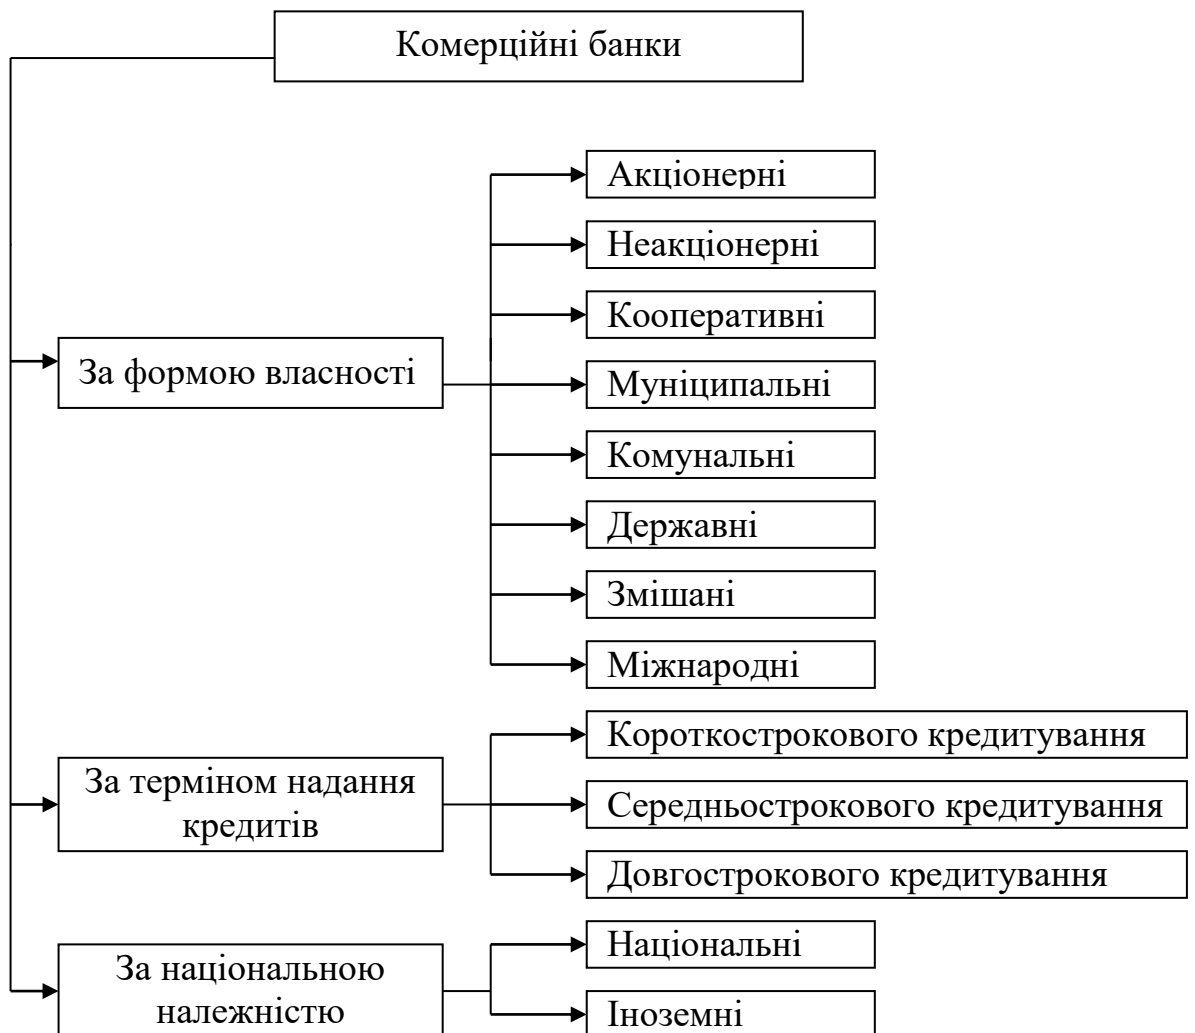 Комерційні банки
Акціонерні
Неакціонерні
Кооперативні
За формою власності
Муніципальні
Комунальні
Державні
Змішані
Міжнародні
За терміном надання
кредитів
Короткострокового кредитування
Середньострокового кредитування
Довгострокового кредитування
За національною
належністю
Національні
Іноземні